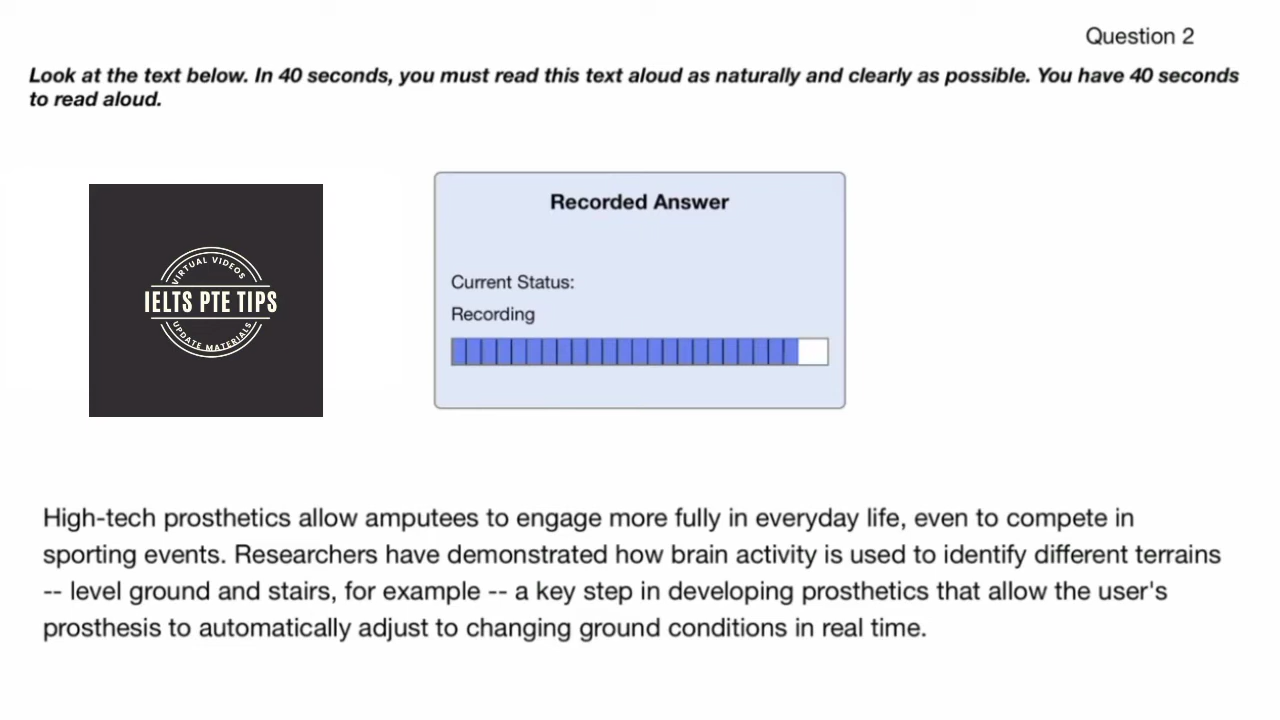 Question 2
Look at the text below. In 40 seconds, you must read this text aloud as naturally and clearly as possible. You have 40 seconds
to read aloud.
Recorded Answer
VIRTUAL VIDEOS
IELTS PTE TIPS
UPDATE MATERIALS
Current Status:
Recording
High-tech prosthetics allow amputees to engage more fully in everyday life, even to compete in
sporting events. Researchers have demonstrated how brain activity is used to identify different terrains
-- level ground and stairs, for example -- a key step in developing prosthetics that allow the user's
prosthesis to automatically adjust to changing ground conditions in real time.